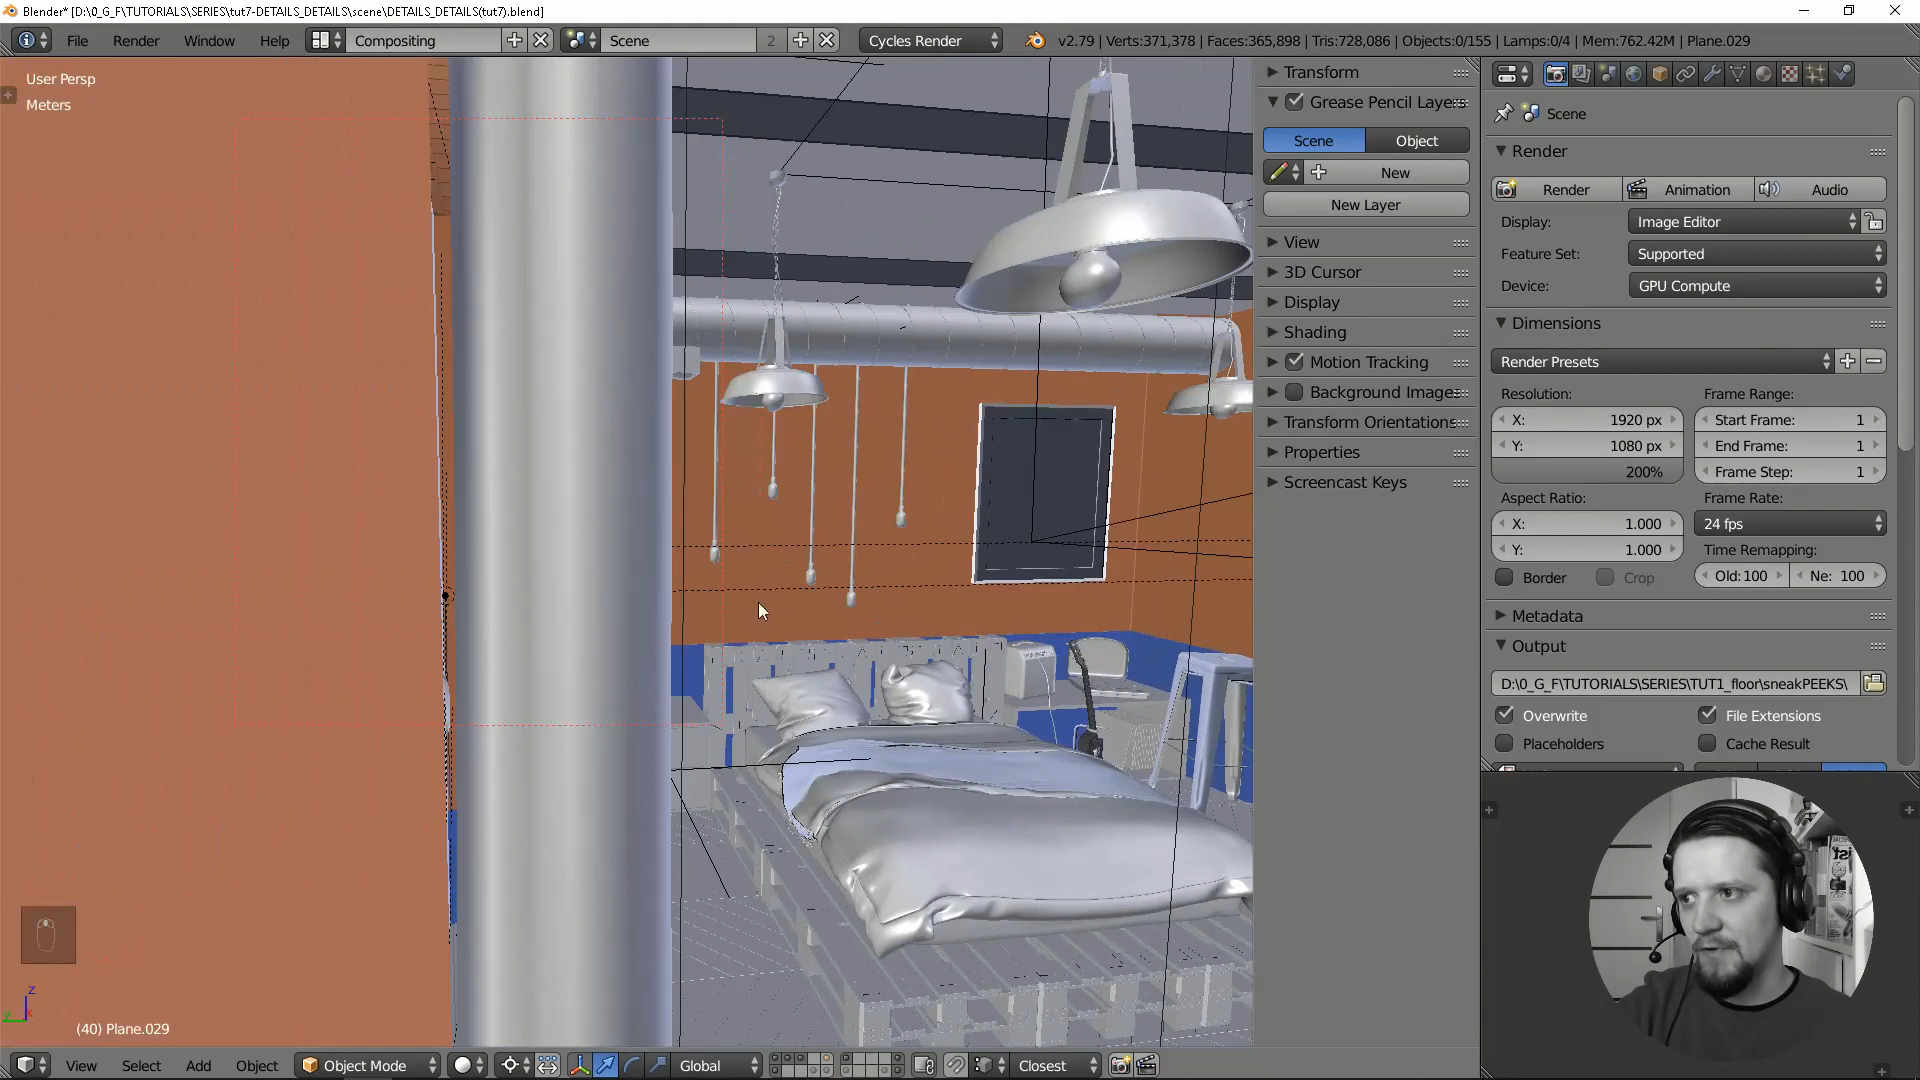 Blender* [D:\0_G_F\TUTORIALS\SERIES\tut7-DETAILS_DETAILS\scene\DETAILS_DETAILS(tut7).blend]
File Render Window Help Compositing Scene 2 Cycles Render v2.79 | Verts:371,378 | Faces:365,898 | Tris:728,086 | Objects:0/155 | Lamps:0/4 | Mem:762.42M | Plane.029
User Persp
Meters
Transform
Grease Pencil Layers
Scene Object
New
New Layer
View
3D Cursor
Display
Shading
Motion Tracking
Background Images
Transform Orientations
Properties
Screencast Keys
Scene
Render
Render Animation Audio
Display: Image Editor
Feature Set: Supported
Device: GPU Compute
Dimensions
Render Presets
Resolution: Frame Range:
X: 1920 px Start Frame: 1
Y: 1080 px End Frame: 1
200% Frame Step: 1
Aspect Ratio: Frame Rate:
X: 1.000 24 fps
Y: 1.000 Time Remapping:
Border Crop Old: 100 Ne: 100
Metadata
Output
D:\0_G_F\TUTORIALS\SERIES\TUT1_floor\sneakPEEKS\
Overwrite File Extensions
Placeholders Cache Result
z
y x
(40) Plane.029
View Select Add Object Object Mode Global Closest